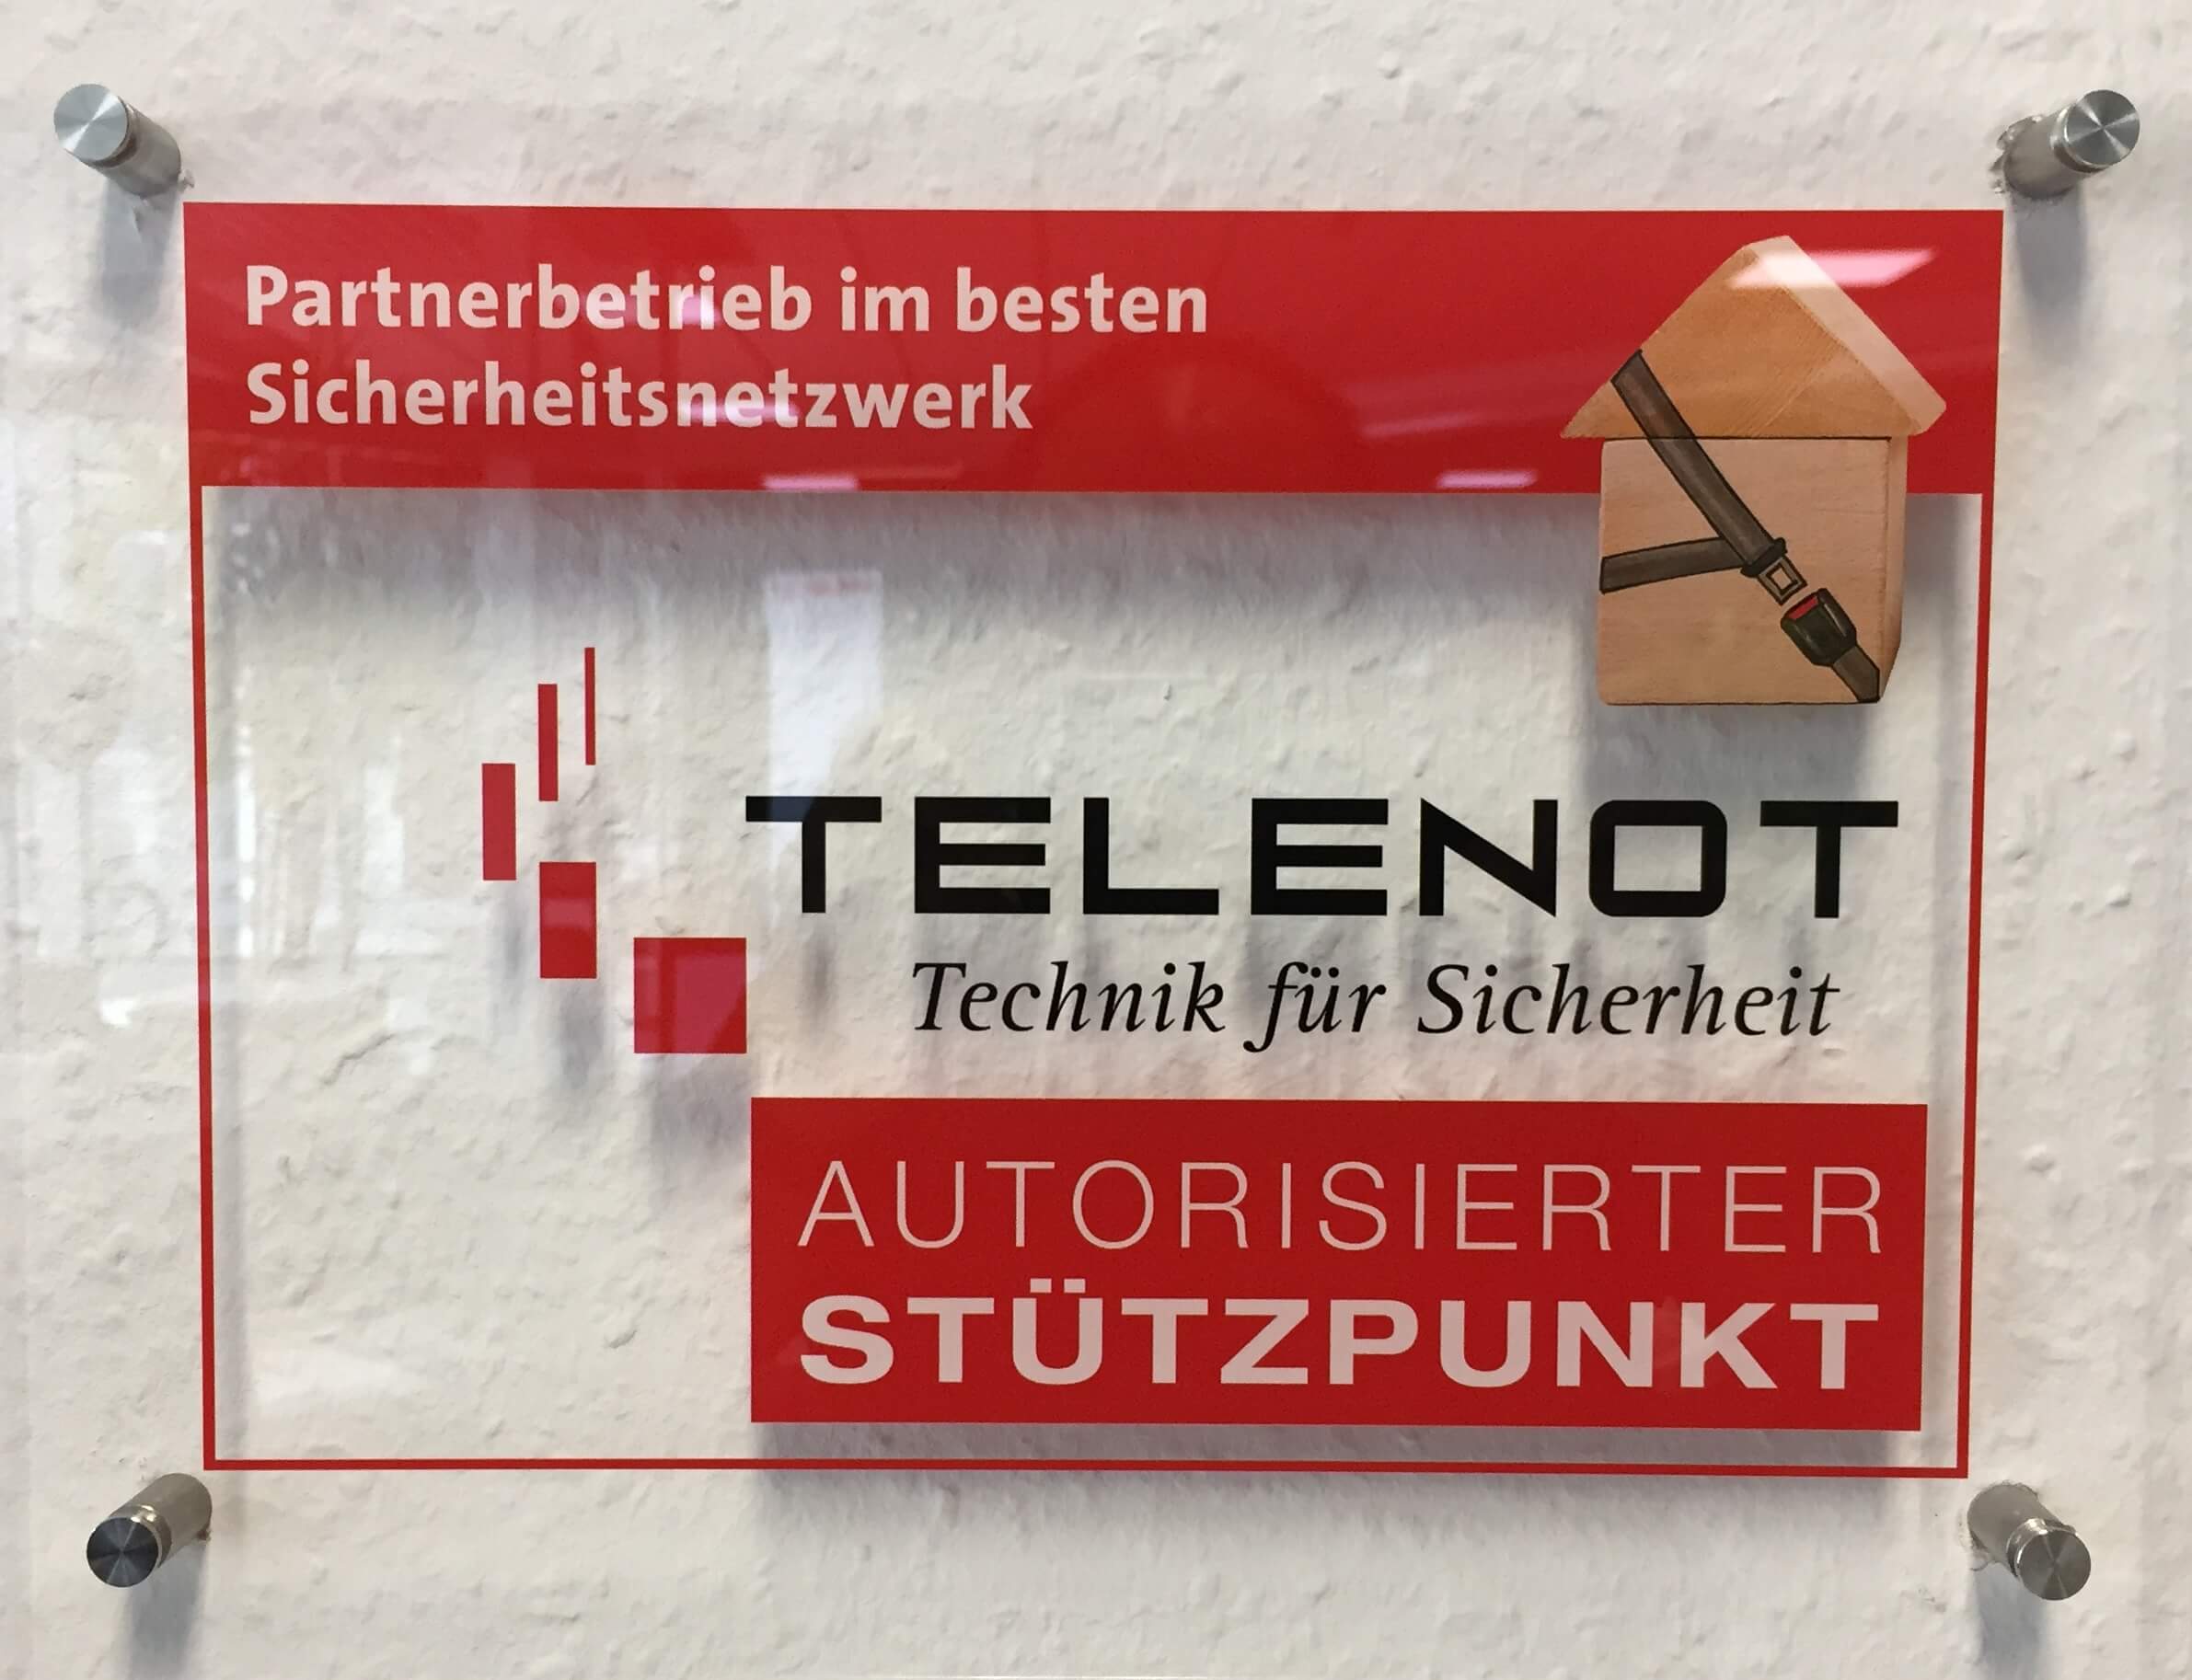 Partnerbetrieb im besten
Sicherheitsnetzwerk
TELENOT
Technik für Sicherheit
AUTORISIERTER
STÜTZPUNKT